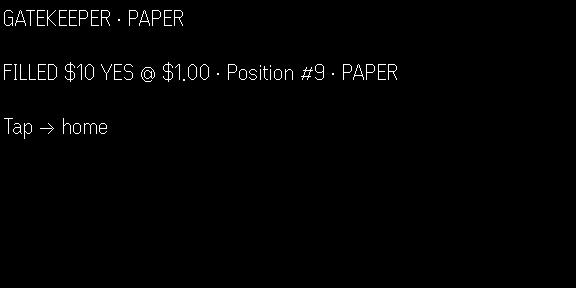 GATEKEEPER · PAPER
FILLED $10 YES @ $1.00 · Position #9 · PAPER
Tap → home